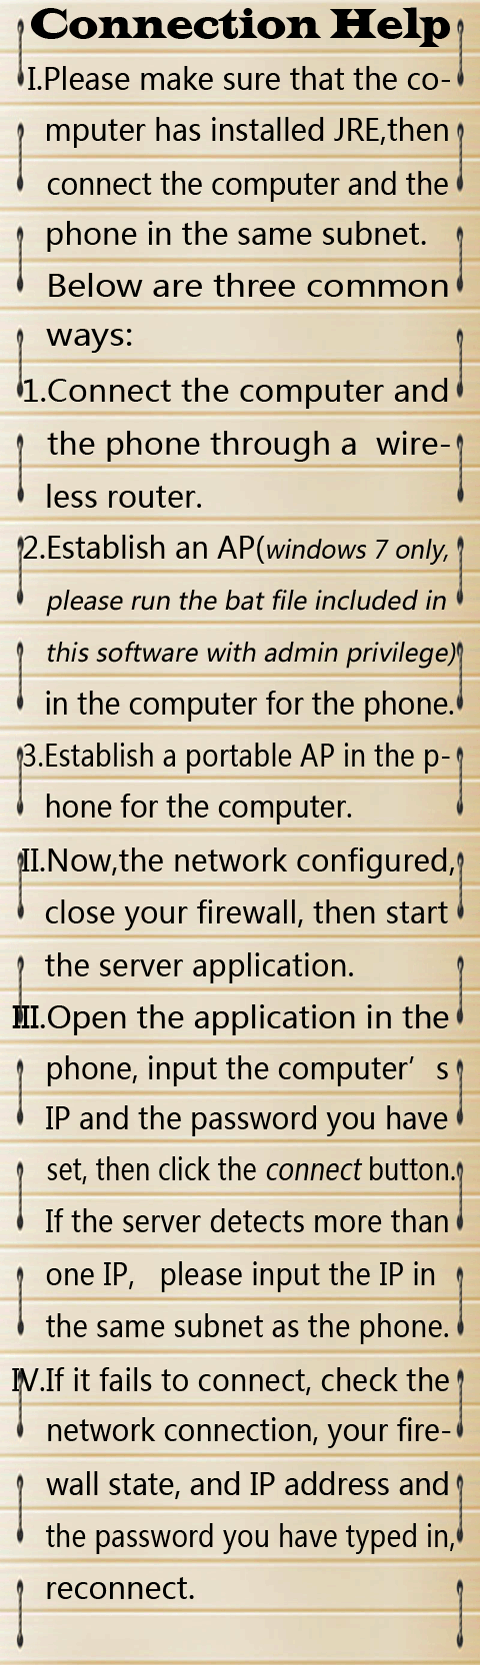 Connection Help
I.Please make sure that the co-
mputer has installed JRE,then
connect the computer and the
phone in the same subnet.
Below are three common
ways:
1.Connect the computer and
the phone through a wire-
less router.
2.Establish an AP(windows 7 only,
please run the bat file included in
this software with admin privilege)
in the computer for the phone.
3.Establish a portable AP in the p-
hone for the computer.
II.Now,the network configured,
close your firewall, then start
the server application.
III.Open the application in the
phone, input the computer’ s
IP and the password you have
set, then click the connect button.
If the server detects more than
one IP, please input the IP in
the same subnet as the phone.
IV.If it fails to connect, check the
network connection, your fire-
wall state, and IP address and
the password you have typed in,
reconnect.